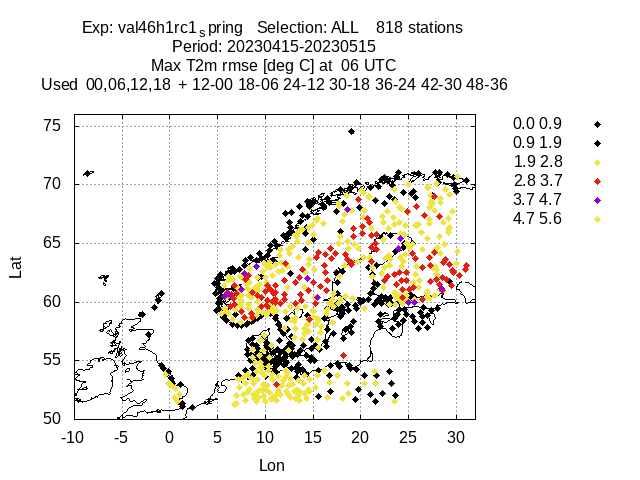 Exp: val46h1rc1spring   Selection: ALL    818 stations
Period: 20230415-20230515
Max T2m rmse [deg C] at  06 UTC
Used  00,06,12,18  + 12-00 18-06 24-12 30-18 36-24 42-30 48-36
0.0 0.9
0.9 1.9
1.9 2.8
2.8 3.7
3.7 4.7
4.7 5.6
75
70
65
60
55
50
Lat
-10 -5 0 5 10 15 20 25 30
Lon